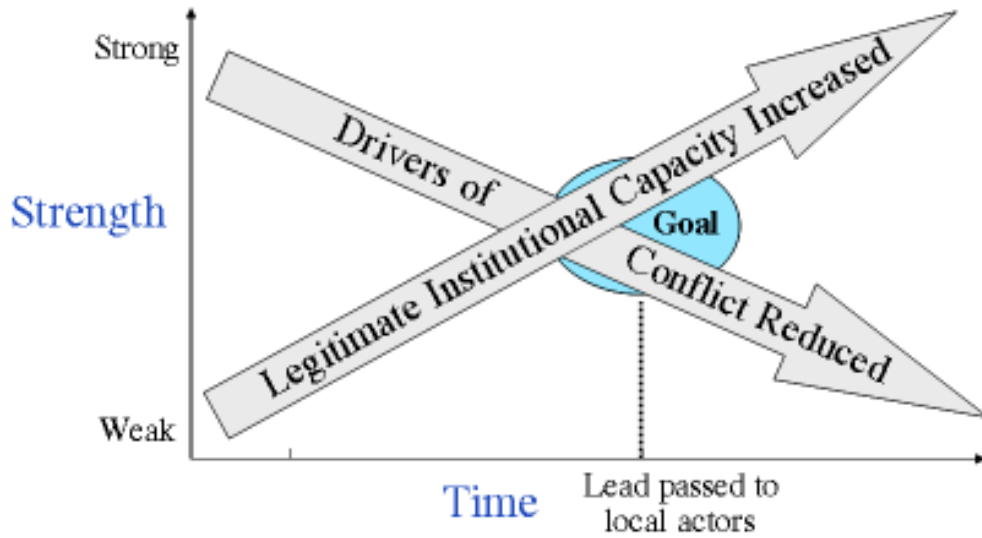 Strong
Drivers of
Conflict Reduced
Legitimate Institutional Capacity Increased
Goal
Strength
Weak
Time
Lead passed to
local actors